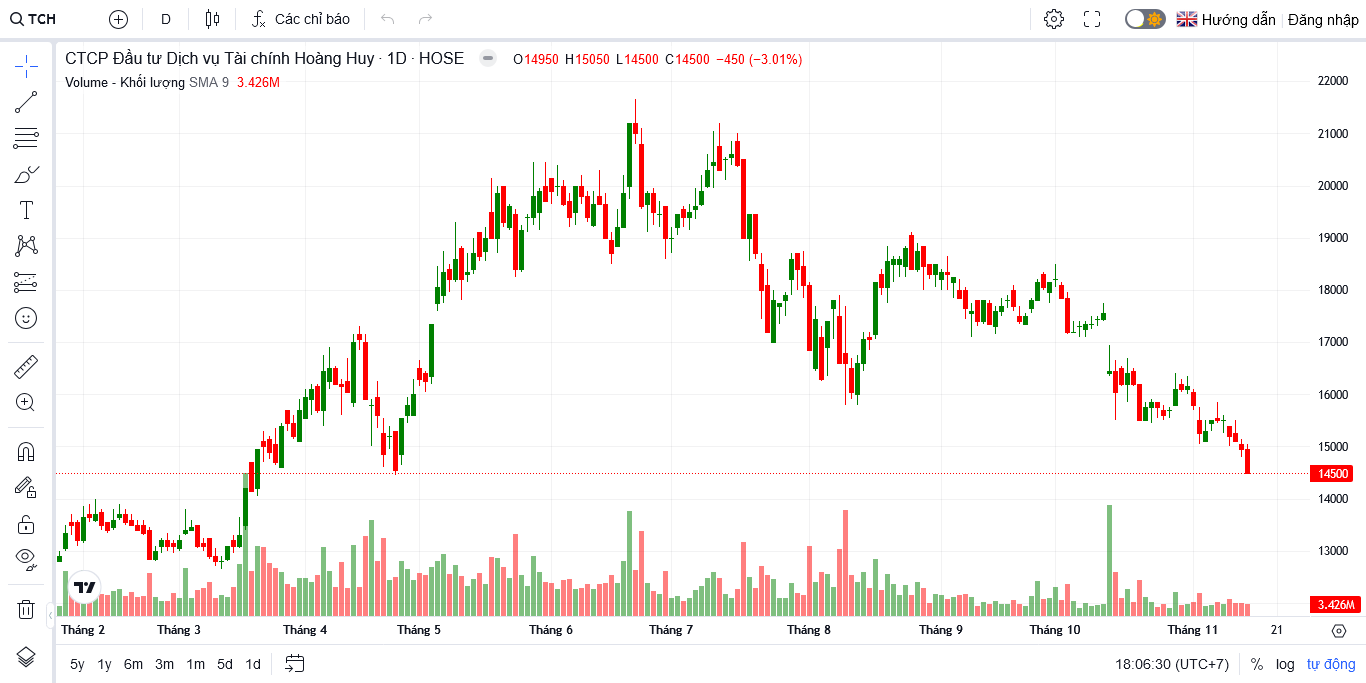 TCH D Các chỉ báo Hướng dẫn Đăng nhập
CTCP Đầu tư Dịch vụ Tài chính Hoàng Huy · 1D · HOSE O14950 H15050 L14500 C14500 −450 (−3.01%)
Volume - Khối lượng SMA 9 3.426M
22000
21000
20000
19000
18000
17000
16000
15000
14500
14000
13000
3.426M
Tháng 2 Tháng 3 Tháng 4 Tháng 5 Tháng 6 Tháng 7 Tháng 8 Tháng 9 Tháng 10 Tháng 11 21
5y 1y 6m 3m 1m 5d 1d 18:06:30 (UTC+7) % log tự động